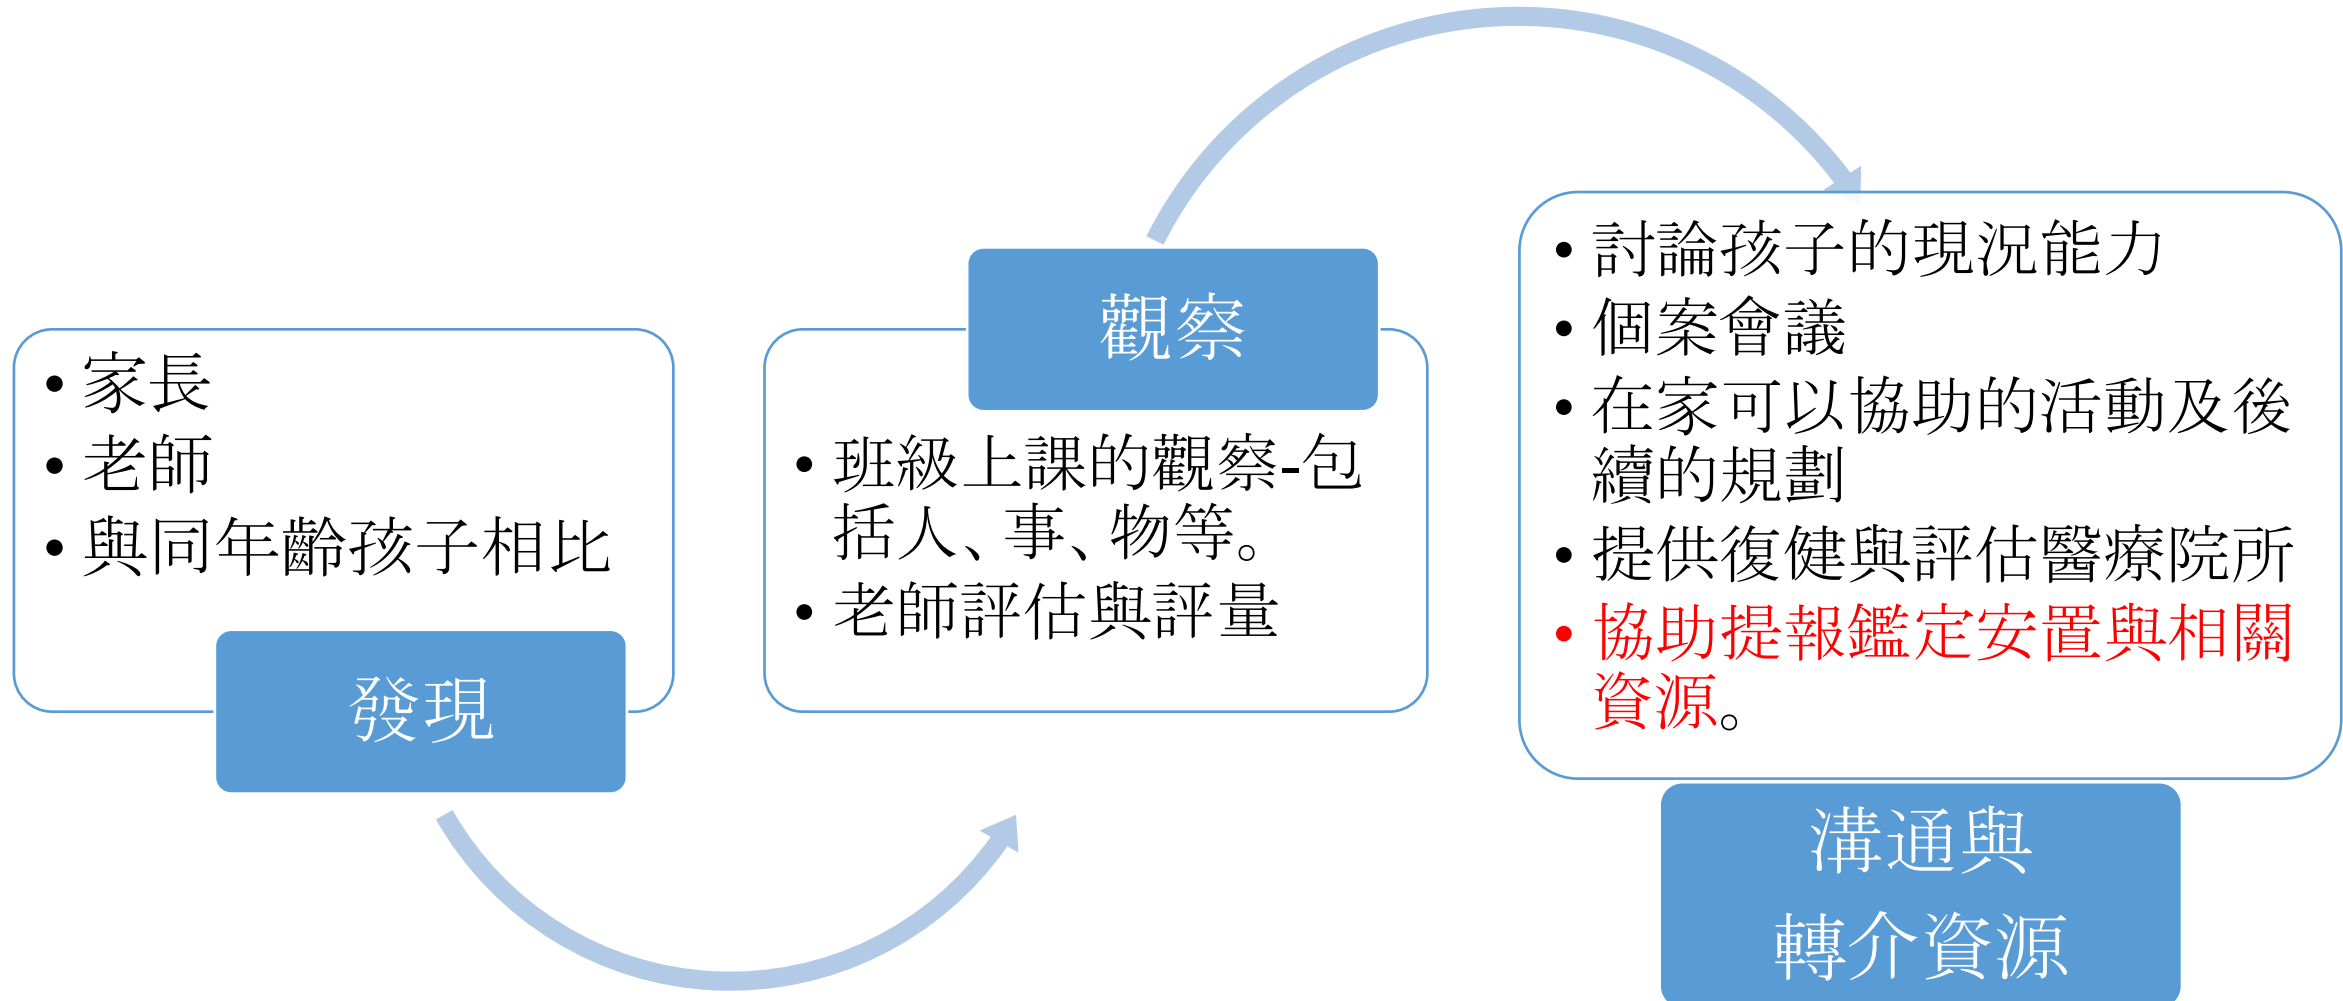 • 家長
• 老師
• 與同年齡孩子相比
發現
觀察
• 班級上課的觀察-包
括人、事、物等。
• 老師評估與評量
• 討論孩子的現況能力
• 個案會議
• 在家可以協助的活動及後
續的規劃
• 提供復健與評估醫療院所
• 協助提報鑑定安置與相關
資源。
溝通與
轉介資源